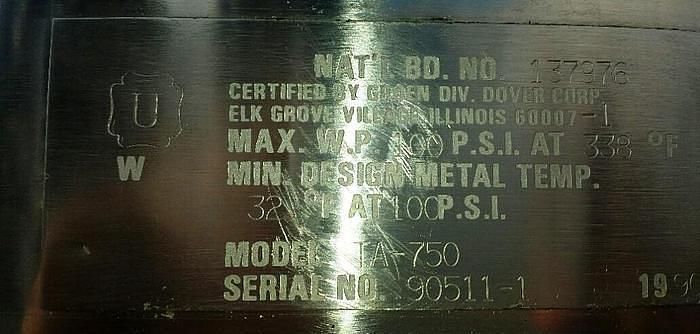 NAT'L BD. NO. 137976
U
CERTIFIED BY GROEN DIV. DOVER CORP.
ELK GROVE VILLAGE, ILLINOIS 60007-1
W
MAX. W.P. 100 P.S.I. AT 338 °F
MIN. DESIGN METAL TEMP.
32 °F AT 100 P.S.I.
MODEL TA-750
SERIAL NO. 90511-1 1990